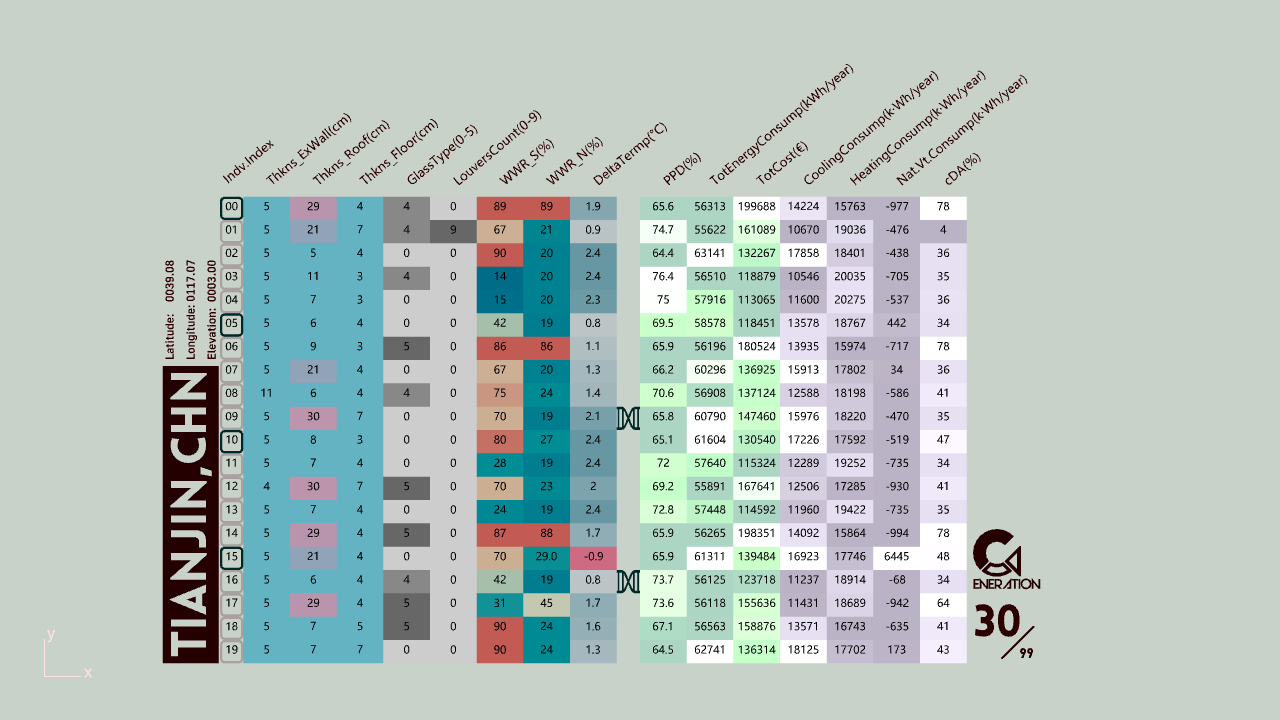 Indv.Index Thkns_ExWall(cm) Thkns_Roof(cm) Thkns_Floor(cm) GlassType(0-5) LouversCount(0-9) WWR_S(%) WWR_N(%) DeltaTermp(°C) PPD(%) TotEnergyConsump(kWh/year) TotCost(€) CoolingConsump(k·Wh/year) HeatingConsump(k·Wh/year) Nat.Vt.Consump(k·Wh/year) cDA(%)
00 5 29 4 4 0 89 89 1.9 65.6 56313 199688 14224 15763 -977 78
01 5 21 7 4 9 67 21 0.9 74.7 55622 161089 10670 19036 -476 4
02 5 5 4 0 0 90 20 2.4 64.4 63141 132267 17858 18401 -438 36
03 5 11 3 4 0 14 20 2.4 76.4 56510 118879 10546 20035 -705 35
04 5 7 3 0 0 15 20 2.3 75 57916 113065 11600 20275 -537 36
05 5 6 4 0 0 42 19 0.8 69.5 58578 118451 13578 18767 442 34
06 5 9 3 5 0 86 86 1.1 65.9 56196 180524 13935 15974 -717 78
07 5 21 4 0 0 67 20 1.3 66.2 60296 136925 15913 17802 34 36
08 11 6 4 4 0 75 24 1.4 70.6 56908 137124 12588 18198 -586 41
09 5 30 7 0 0 70 19 2.1 65.8 60790 147460 15976 18220 -470 35
10 5 8 3 0 0 80 27 2.4 65.1 61604 130540 17226 17592 -519 47
11 5 7 4 0 0 28 19 2.4 72 57640 115324 12289 19252 -735 34
12 4 30 7 5 0 70 23 2 69.2 55891 167641 12506 17285 -930 41
13 5 7 4 0 0 24 19 2.4 72.8 57448 114592 11960 19422 -735 35
14 5 29 4 5 0 87 88 1.7 65.9 56265 198351 14092 15864 -994 78
15 5 21 4 0 0 70 29.0 -0.9 65.9 61311 139484 16923 17746 6445 48
16 5 6 4 4 0 42 19 0.8 73.7 56125 123718 11237 18914 -68 34
17 5 29 4 5 0 31 45 1.7 73.6 56118 155636 11431 18689 -942 64
18 5 7 5 5 0 90 24 1.6 67.1 56563 158876 13571 16743 -635 41
19 5 7 7 0 0 90 24 1.3 64.5 62741 136314 18125 17702 173 43
Latitude: 0039.08
Longitude: 0117.07
Elevation: 0003.00
TIANJIN,CHN
G
ENERATION
30/99
y
x